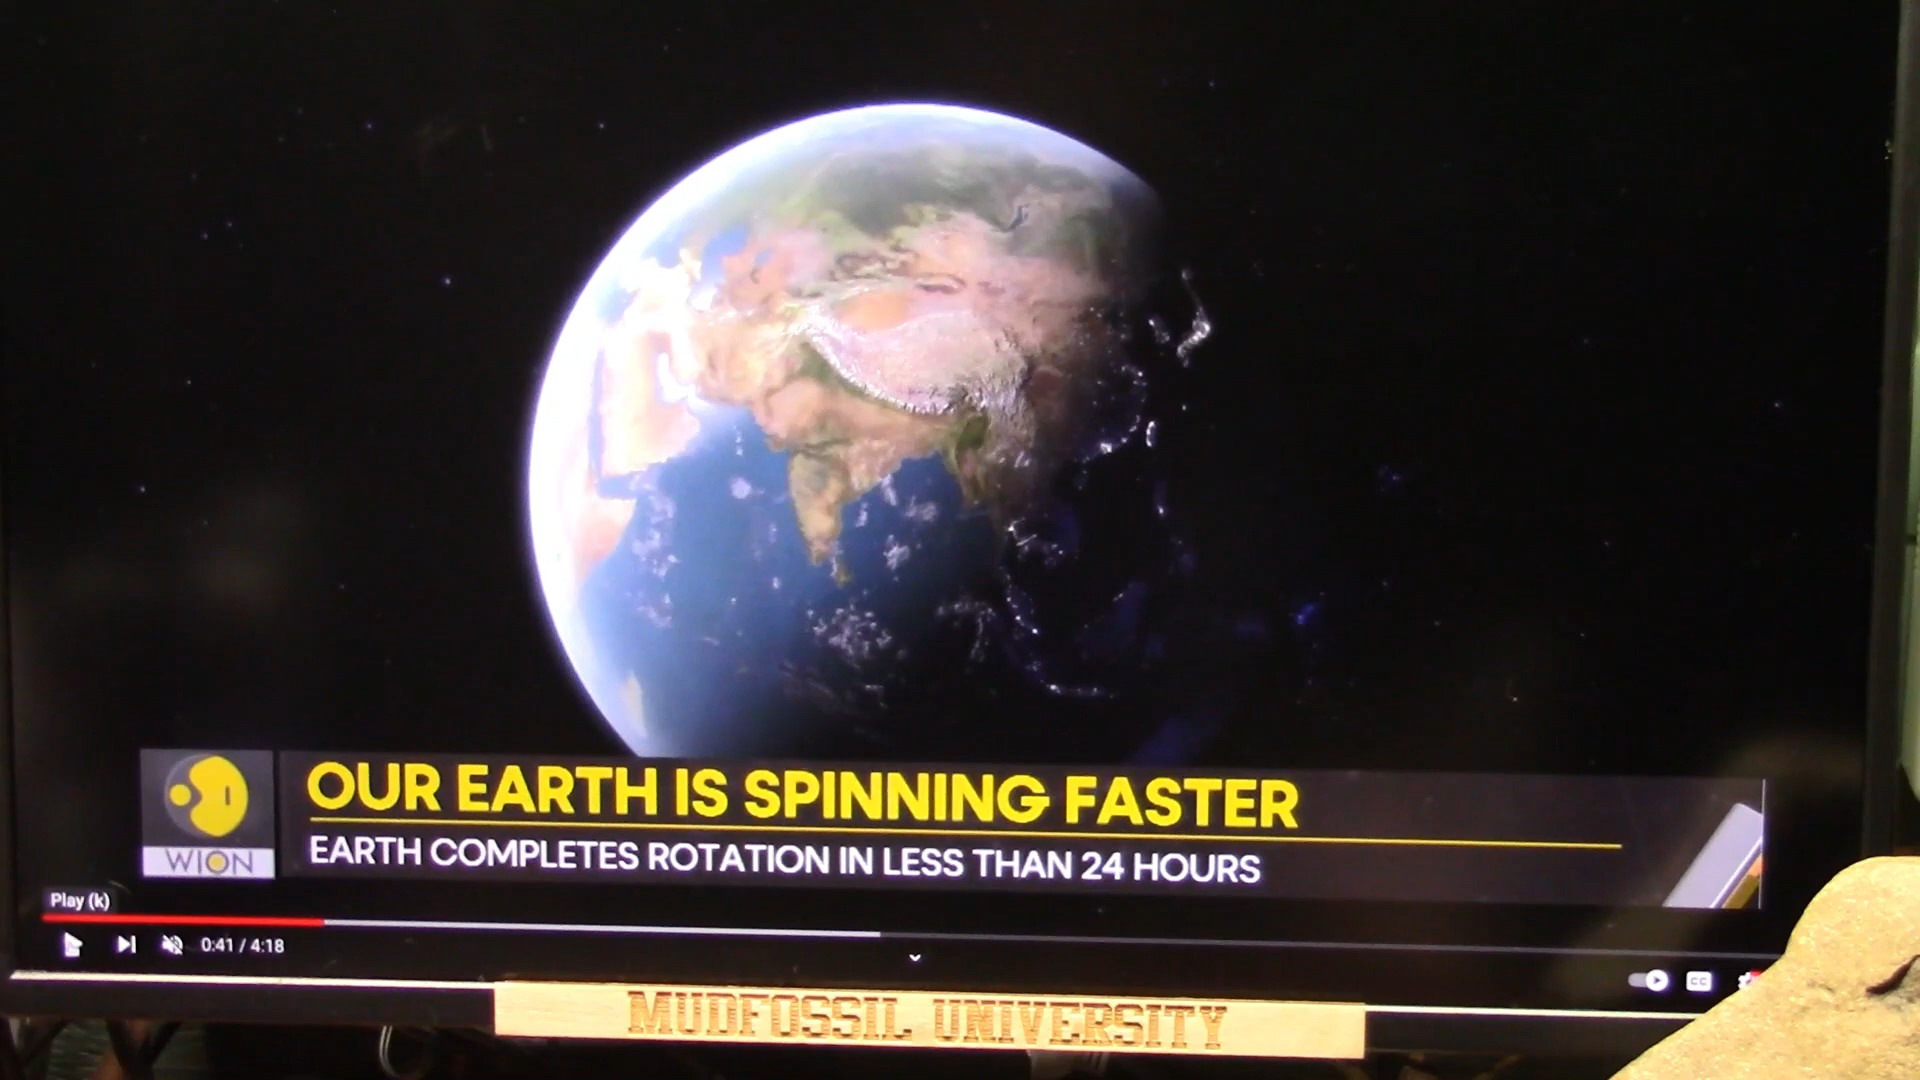 OUR EARTH IS SPINNING FASTER
WION
EARTH COMPLETES ROTATION IN LESS THAN 24 HOURS
Play (k)
0:41 / 4:18
CC
MUDFOSSIL UNIVERSITY